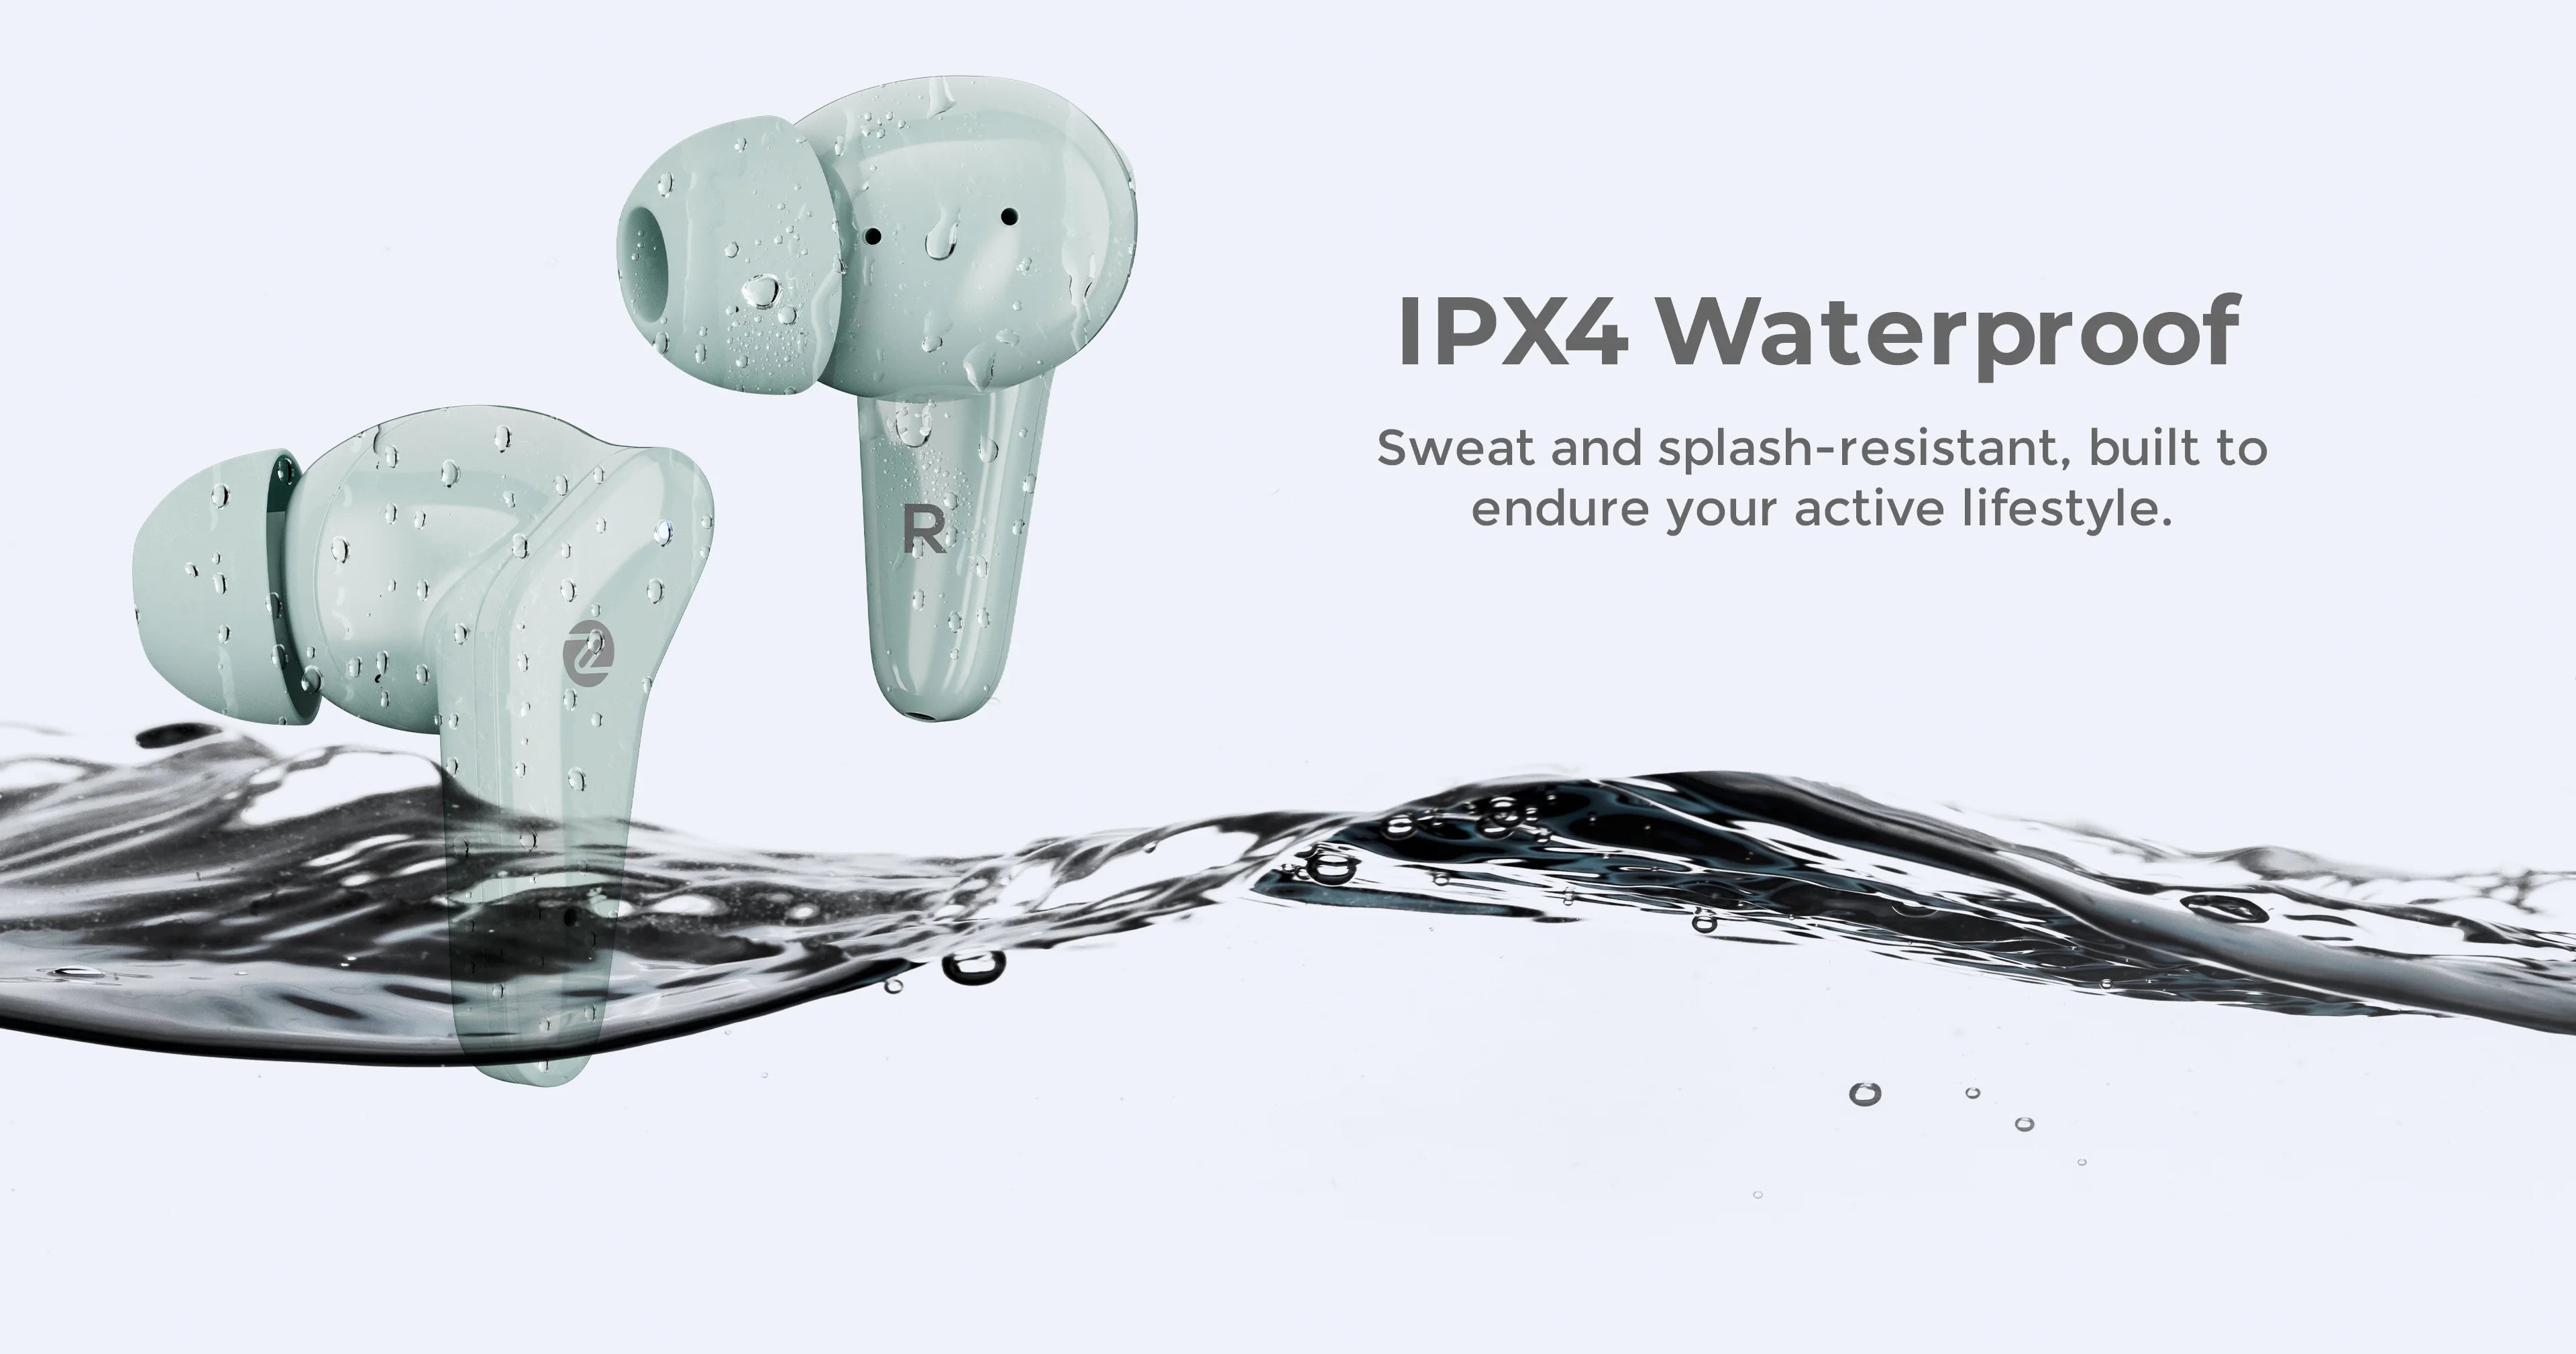 IPX4 Waterproof
Sweat and splash-resistant, built to
endure your active lifestyle.
R